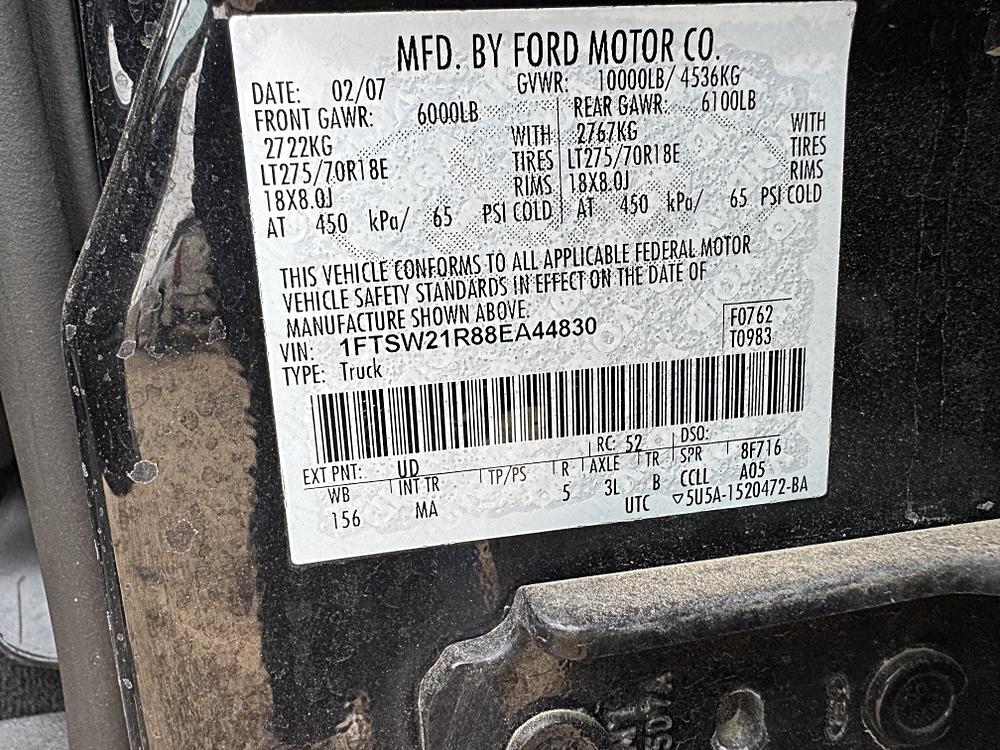 MFD. BY FORD MOTOR CO.
DATE: 02/07 GVWR: 10000LB/ 4536KG
FRONT GAWR: 6000LB REAR GAWR: 6100LB
2722KG WITH 2767KG WITH
LT275/70R18E TIRES LT275/70R18E TIRES
18X8.0J RIMS 18X8.0J RIMS
AT 450 kPa/ 65 PSI COLD AT 450 kPa/ 65 PSI COLD
THIS VEHICLE CONFORMS TO ALL APPLICABLE FEDERAL MOTOR
VEHICLE SAFETY STANDARDS IN EFFECT ON THE DATE OF
MANUFACTURE SHOWN ABOVE.
VIN: 1FTSW21R88EA44830 F0762
TYPE: Truck T0983
EXT PNT: UD RC: 52 DSO:
WB INT TR TP/PS R AXLE TR SPR 8F716
156 MA 5 3L B CCLL A05
UTC ▽5U5A-1520472-BA